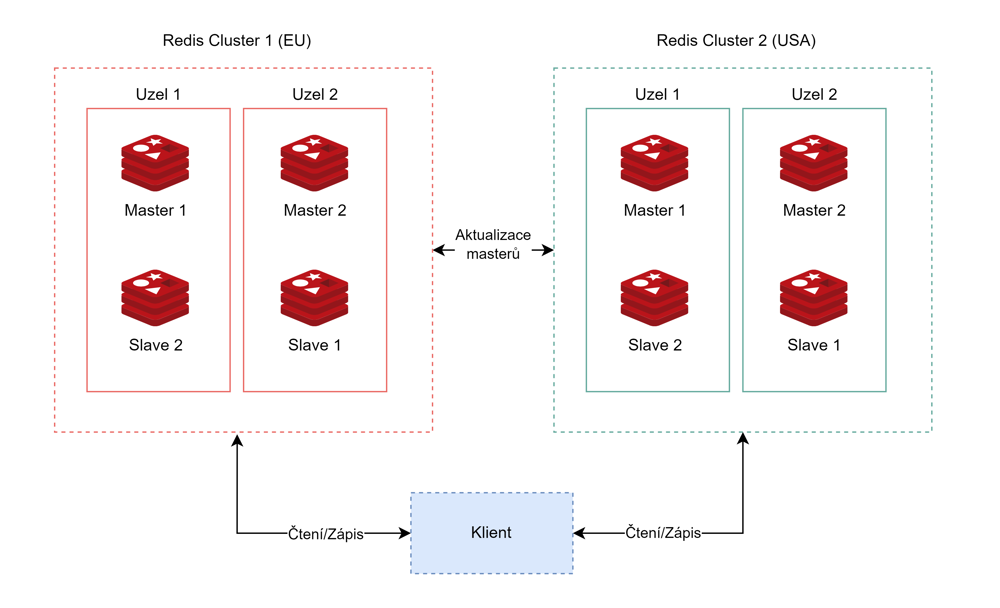 Redis Cluster 1 (EU)
Redis Cluster 2 (USA)
Uzel 1
Uzel 2
Uzel 1
Uzel 2
Master 1
Master 2
Master 1
Master 2
Aktualizace
masterů
Slave 2
Slave 1
Slave 2
Slave 1
Čtení/Zápis
Klient
Čtení/Zápis